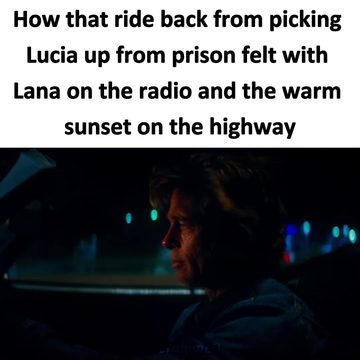 How that ride back from picking
Lucia up from prison felt with
Lana on the radio and the warm
sunset on the highway